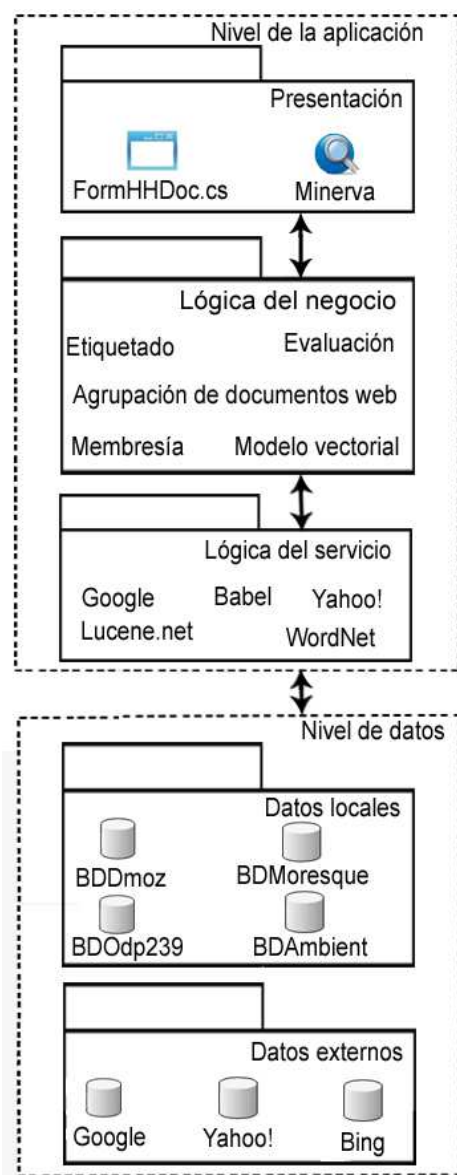 Nivel de la aplicación
Presentación
FormHHDoc.cs
Minerva
Lógica del negocio
Etiquetado
Evaluación
Agrupación de documentos web
Membresía
Modelo vectorial
Lógica del servicio
Google
Babel
Yahoo!
Lucene.net
WordNet
Nivel de datos
Datos locales
BDDmoz
BDMoresque
BDOdp239
BDAmbient
Datos externos
Google
Yahoo!
Bing